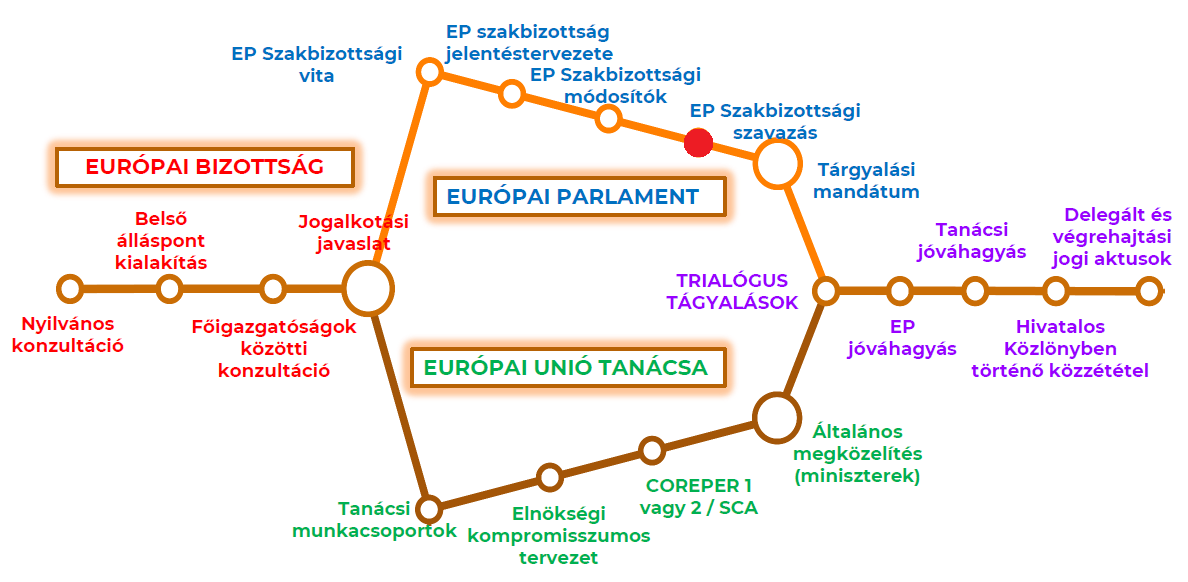 EP Szakbizottsági
vita
EP szakbizottság
jelentéstervezete
EP Szakbizottsági
módosítók
EP Szakbizottsági
szavazás
Tárgyalási
mandátum
EURÓPAI BIZOTTSÁG
EURÓPAI PARLAMENT
Belső
álláspont
kialakítás
Jogalkotási
javaslat
Nyilvános
konzultáció
Főigazgatóságok
közötti
konzultáció
TRIALÓGUS
TÁGYALÁSOK
Tanácsi
jóváhagyás
Delegált és
végrehajtási
jogi aktusok
EP
jóváhagyás
Hivatalos
Közlönyben
történő közzététel
EURÓPAI UNIÓ TANÁCSA
Tanácsi
munkacsoportok
Elnökségi
kompromisszumos
tervezet
COREPER 1
vagy 2 / SCA
Általános
megközelítés
(miniszterek)